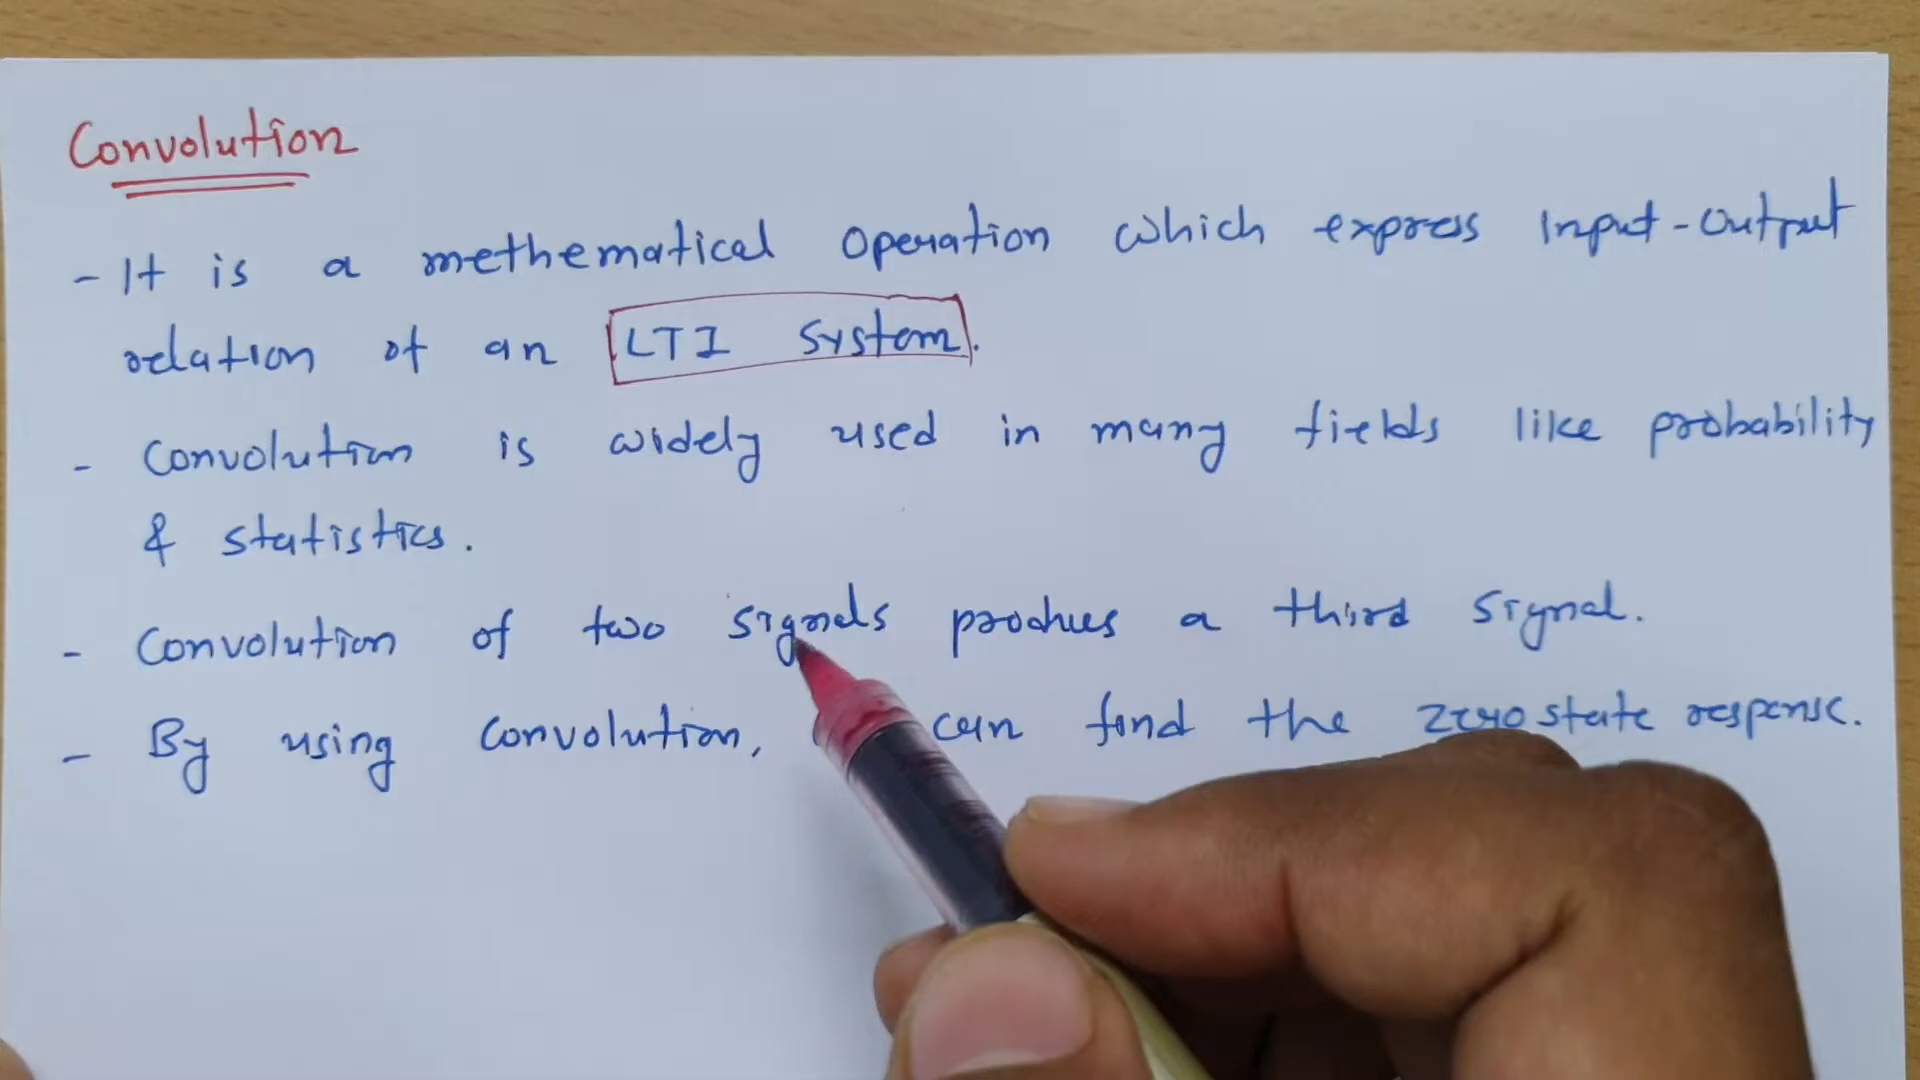 Convolution
- It is a methematical operation which express Input-output
relation of an LTI System.
- Convolution is widely used in many fields like probability
& statistics.
- Convolution of two signals produces a third signal.
- By using convolution, can find the zero state response.